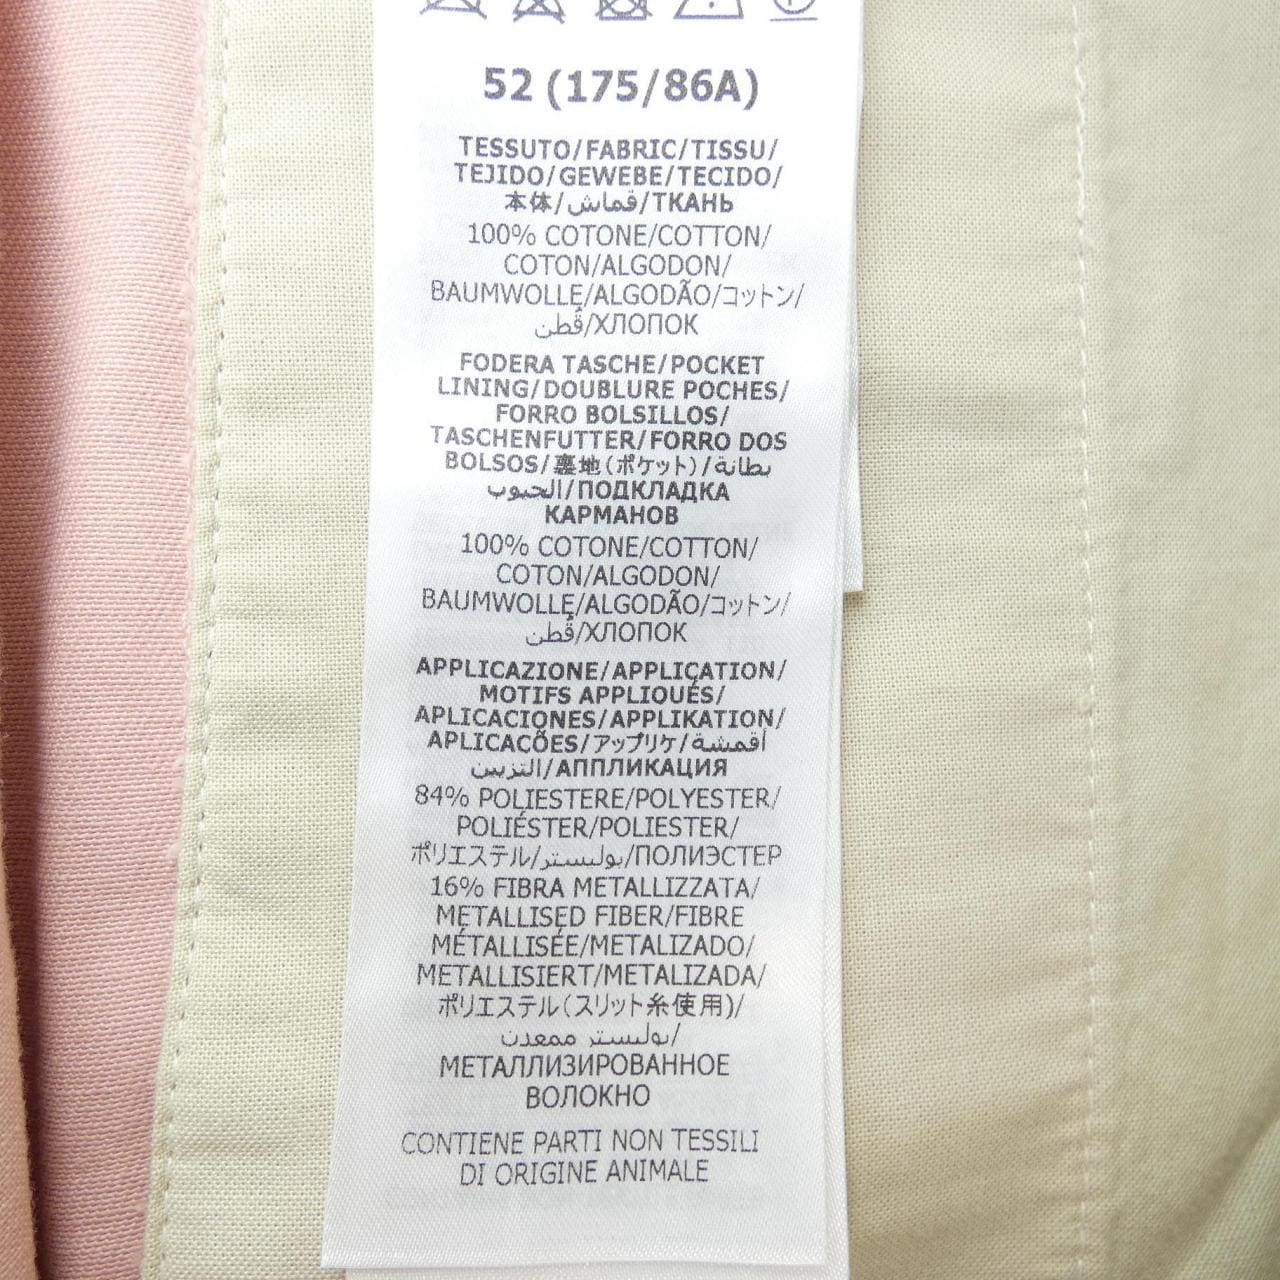 52 (175/86A)
TESSUTO/FABRIC/TISSU/
TEJIDO/GEWEBE/TECIDO/
本体/قماش/ТКАНЬ
100% COTONE/COTTON/
COTON/ALGODON/
BAUMWOLLE/ALGODÃO/コットン/
قُطن/ХЛОПОК
FODERA TASCHE/POCKET
LINING/DOUBLURE POCHES/
FORRO BOLSILLOS/
TASCHENFUTTER/FORRO DOS
BOLSOS/裏地(ポケット)/بطانة
الجيوب/ПОДКЛАДКА
КАРМАНОВ
100% COTONE/COTTON/
COTON/ALGODON/
BAUMWOLLE/ALGODÃO/コットン/
قُطن/ХЛОПОК
APPLICAZIONE/APPLICATION/
MOTIFS APPLIQUÉS/
APLICACIONES/APPLIKATION/
APLICAÇÕES/アップリケ/أقمشة
التزيين/АППЛИКАЦИЯ
84% POLIESTERE/POLYESTER/
POLIÉSTER/POLIESTER/
ポリエステル/بوليستر/ПОЛИЭСТЕР
16% FIBRA METALLIZZATA/
METALLISED FIBER/FIBRE
MÉTALLISÉE/METALIZADO/
METALLISIERT/METALIZADA/
ポリエステル(スリット糸使用)/
بوليستر ممعدن/
МЕТАЛЛИЗИРОВАННОЕ
ВОЛОКНО
CONTIENE PARTI NON TESSILI
DI ORIGINE ANIMALE